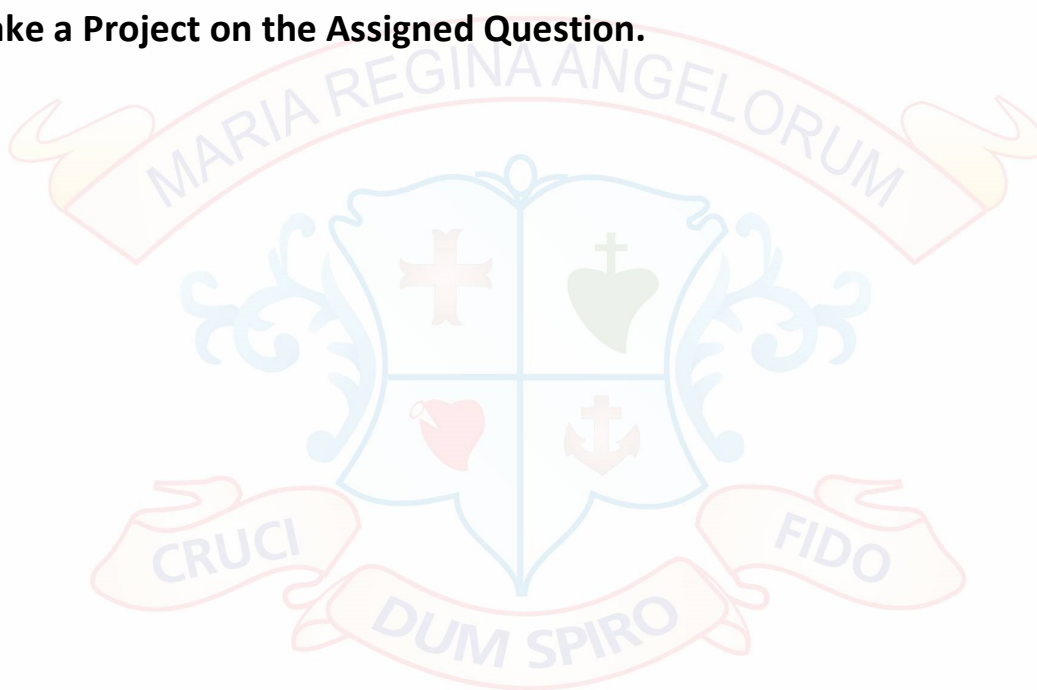 ake a Project on the Assigned Question.
MARIA REGINA ANGELORUM
CRUCI
FIDO
DUM SPIRO